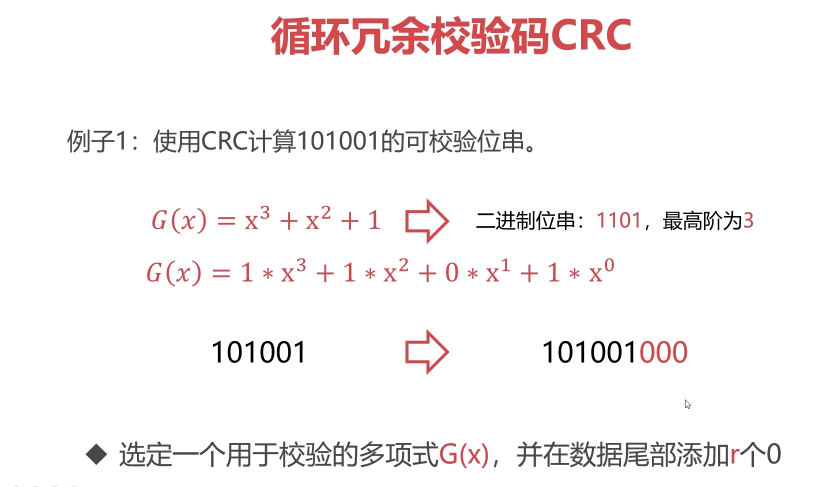 循环冗余校验码CRC
例子1：使用CRC计算101001的可校验位串。
G(x) = x³ + x² + 1 二进制位串：1101，最高阶为3
G(x) = 1 * x³ + 1 * x² + 0 * x¹ + 1 * x⁰
101001 101001000
◆ 选定一个用于校验的多项式G(x)，并在数据尾部添加r个0